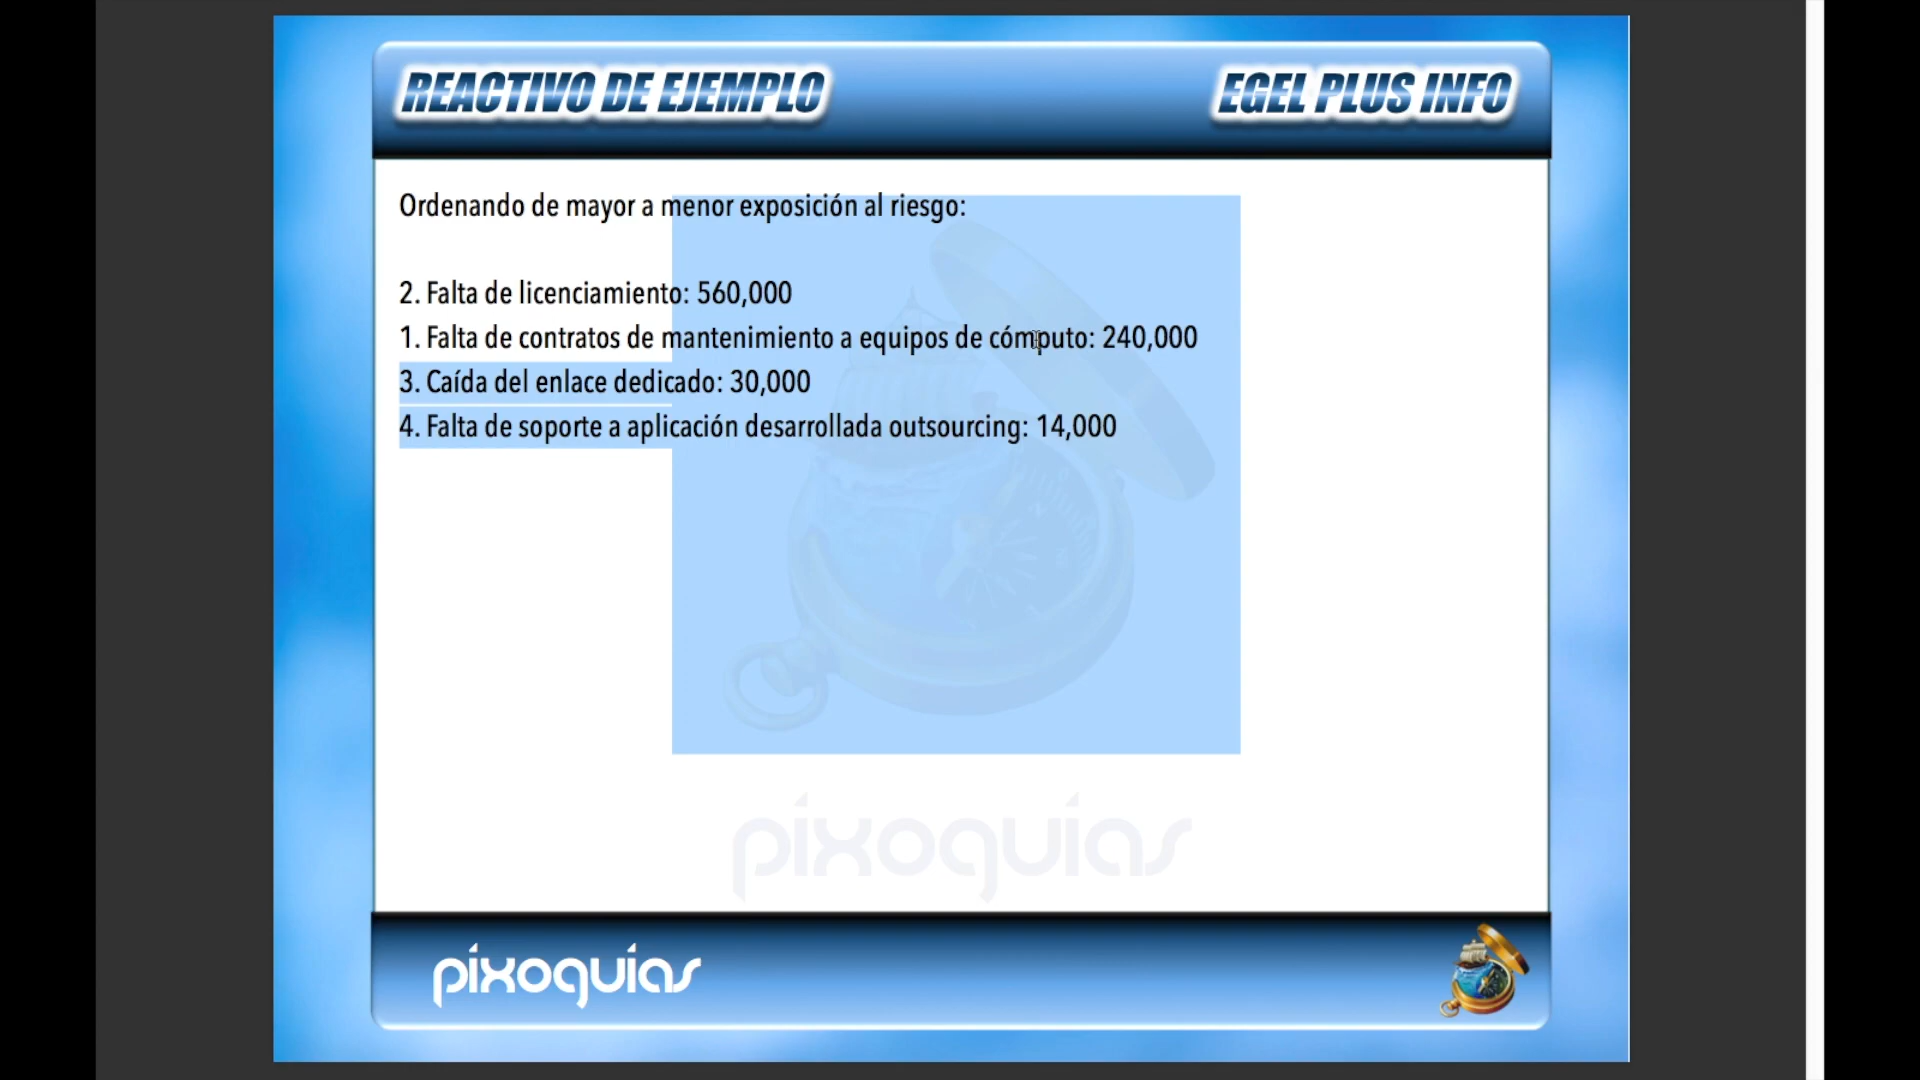 REACTIVO DE EJEMPLO
EGEL PLUS INFO
Ordenando de mayor a menor exposición al riesgo:
2. Falta de licenciamiento: 560,000
1. Falta de contratos de mantenimiento a equipos de cómputo: 240,000
3. Caída del enlace dedicado: 30,000
4. Falta de soporte a aplicación desarrollada outsourcing: 14,000
pixoguías
pixoguías